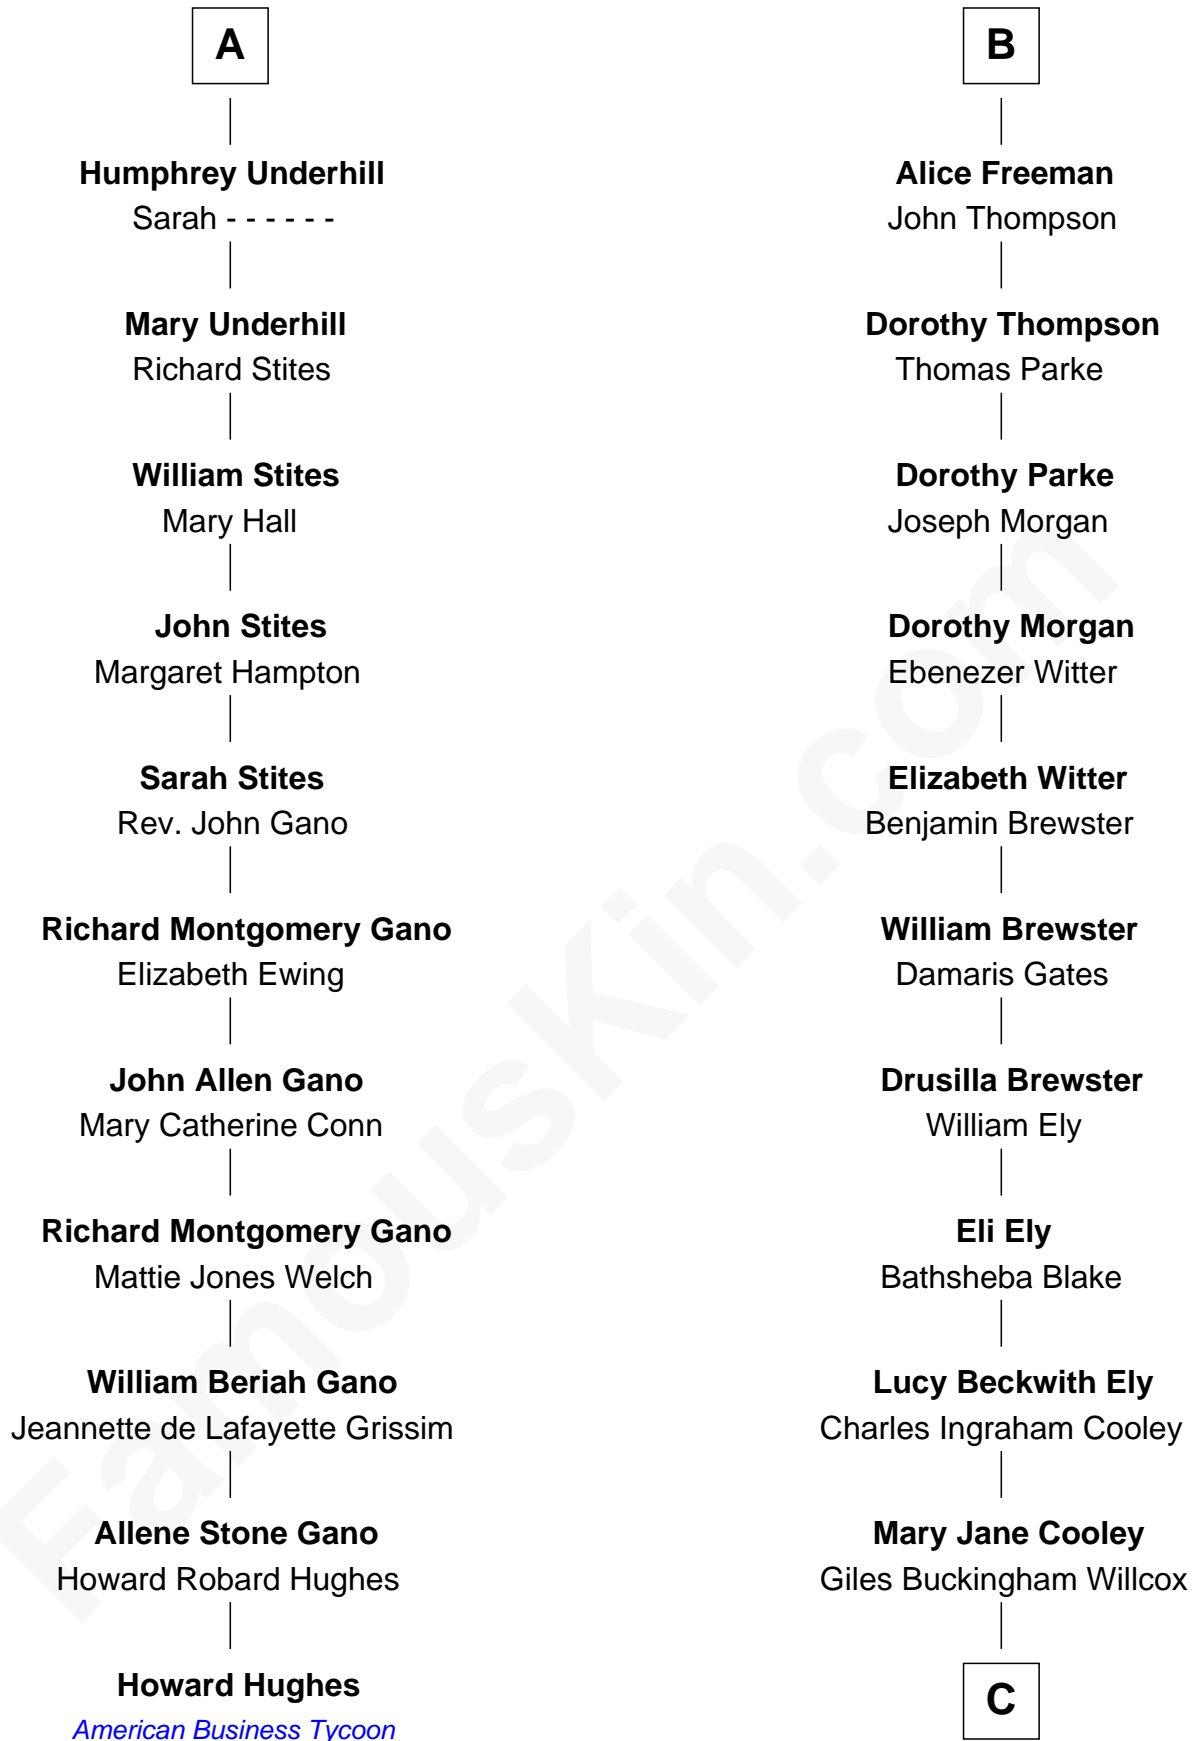 A
Humphrey Underhill
Sarah - - - - - -
Mary Underhill
Richard Stites
William Stites
Mary Hall
John Stites
Margaret Hampton
Sarah Stites
Rev. John Gano
Richard Montgomery Gano
Elizabeth Ewing
John Allen Gano
Mary Catherine Conn
Richard Montgomery Gano
Mattie Jones Welch
William Beriah Gano
Jeannette de Lafayette Grissim
Allene Stone Gano
Howard Robard Hughes
Howard Hughes
American Business Tycoon
B
Alice Freeman
John Thompson
Dorothy Thompson
Thomas Parke
Dorothy Parke
Joseph Morgan
Dorothy Morgan
Ebenezer Witter
Elizabeth Witter
Benjamin Brewster
William Brewster
Damaris Gates
Drusilla Brewster
William Ely
Eli Ely
Bathsheba Blake
Lucy Beckwith Ely
Charles Ingraham Cooley
Mary Jane Cooley
Giles Buckingham Willcox
C
FamousKin.com